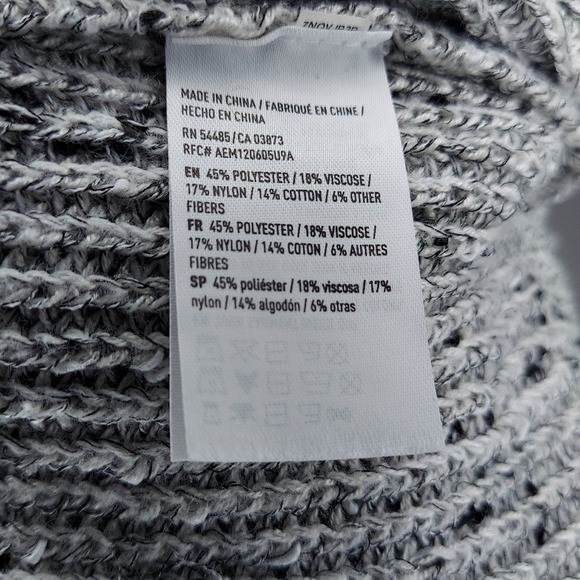 MADE IN CHINA / FABRIQUÉ EN CHINE /
HECHO EN CHINA
RN 54485/CA 03873
RFC# AEM120605U9A
EN 45% POLYESTER / 18% VISCOSE /
17% NYLON / 14% COTTON / 6% OTHER
FIBERS
FR 45% POLYESTER / 18% VISCOSE /
17% NYLON / 14% COTON / 6% AUTRES
FIBRES
SP 45% poliéster / 18% viscosa / 17%
nylon / 14% algodón / 6% otras